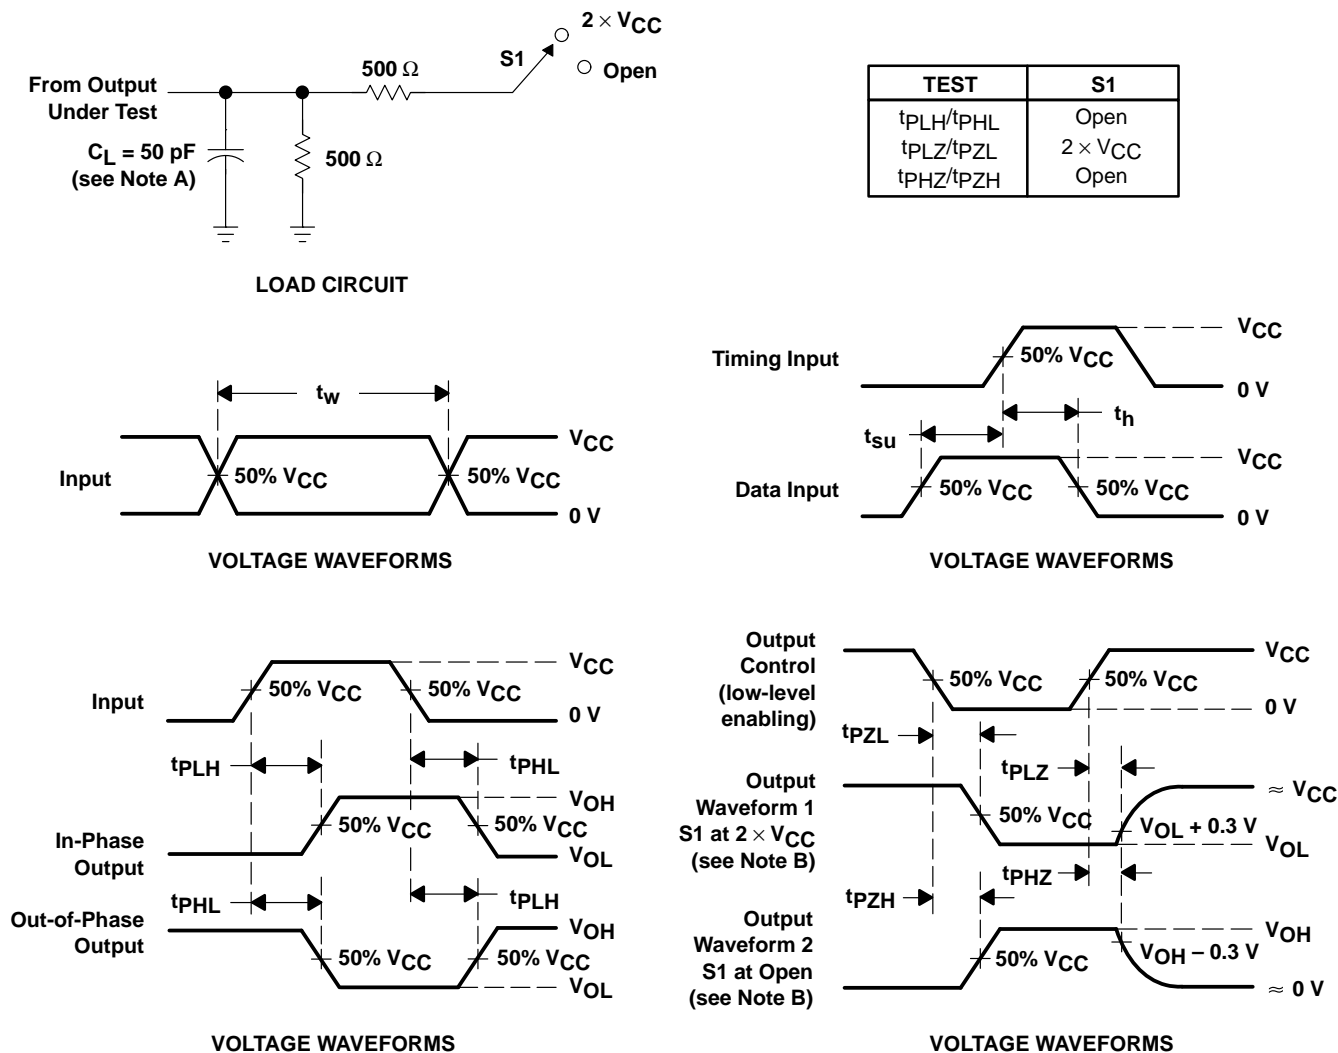 2 × VCC
S1
Open
500 Ω
From Output
Under Test
CL = 50 pF
(see Note A)
500 Ω
LOAD CIRCUIT
TEST S1
tPLH/tPHL Open
tPLZ/tPZL 2 × VCC
tPHZ/tPZH Open
tw
Input
50% VCC
50% VCC
VCC
0 V
VOLTAGE WAVEFORMS
Timing Input
50% VCC
VCC
0 V
th
tsu
Data Input
50% VCC
50% VCC
VCC
0 V
VOLTAGE WAVEFORMS
Input
50% VCC
50% VCC
VCC
0 V
tPLH
tPHL
In-Phase
Output
50% VCC
50% VCC
VOH
VOL
tPHL
tPLH
Out-of-Phase
Output
50% VCC
50% VCC
VOH
VOL
VOLTAGE WAVEFORMS
Output
Control
(low-level
enabling)
50% VCC
50% VCC
VCC
0 V
tPZL
tPLZ
Output
Waveform 1
S1 at 2 × VCC
(see Note B)
50% VCC
VOL + 0.3 V
≈ VCC
VOL
tPHZ
tPZH
Output
Waveform 2
S1 at Open
(see Note B)
50% VCC
VOH − 0.3 V
VOH
≈ 0 V
VOLTAGE WAVEFORMS